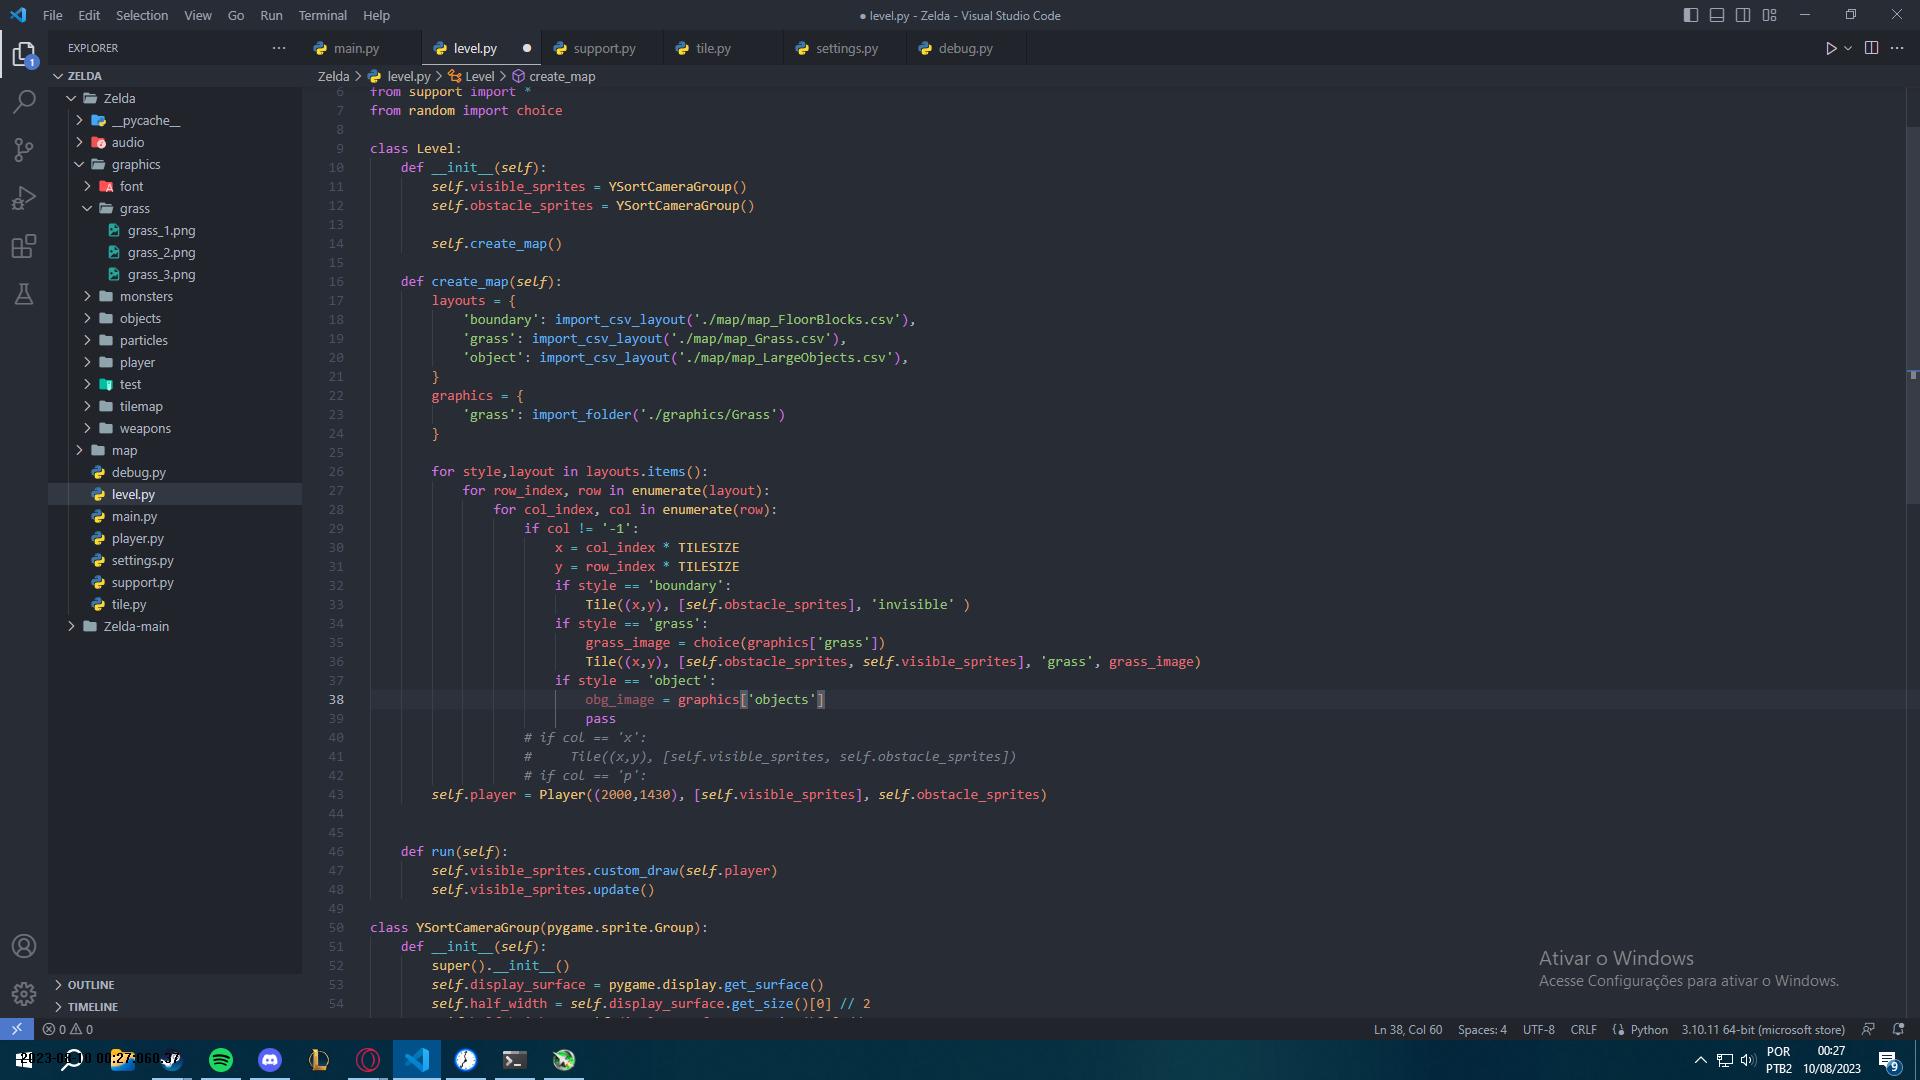 File Edit Selection View Go Run Terminal Help
● level.py - Zelda - Visual Studio Code
EXPLORER
main.py level.py support.py tile.py settings.py debug.py
ZELDA
Zelda > level.py > Level > create_map
1
Zelda
__pycache__
audio
graphics
font
grass
grass_1.png
grass_2.png
grass_3.png
monsters
objects
particles
player
test
tilemap
weapons
map
debug.py
level.py
main.py
player.py
settings.py
support.py
tile.py
Zelda-main
OUTLINE
TIMELINE
6 from support import *
7 from random import choice
8
9 class Level:
10 def __init__(self):
11 self.visible_sprites = YSortCameraGroup()
12 self.obstacle_sprites = YSortCameraGroup()
13
14 self.create_map()
15
16 def create_map(self):
17 layouts = {
18 'boundary': import_csv_layout('./map/map_FloorBlocks.csv'),
19 'grass': import_csv_layout('./map/map_Grass.csv'),
20 'object': import_csv_layout('./map/map_LargeObjects.csv'),
21 }
22 graphics = {
23 'grass': import_folder('./graphics/Grass')
24 }
25
26 for style,layout in layouts.items():
27 for row_index, row in enumerate(layout):
28 for col_index, col in enumerate(row):
29 if col != '-1':
30 x = col_index * TILESIZE
31 y = row_index * TILESIZE
32 if style == 'boundary':
33 Tile((x,y), [self.obstacle_sprites], 'invisible' )
34 if style == 'grass':
35 grass_image = choice(graphics['grass'])
36 Tile((x,y), [self.obstacle_sprites, self.visible_sprites], 'grass', grass_image)
37 if style == 'object':
38 obg_image = graphics['objects']
39 pass
40 # if col == 'x':
41 # Tile((x,y), [self.visible_sprites, self.obstacle_sprites])
42 # if col == 'p':
43 self.player = Player((2000,1430), [self.visible_sprites], self.obstacle_sprites)
44
45
46 def run(self):
47 self.visible_sprites.custom_draw(self.player)
48 self.visible_sprites.update()
49
50 class YSortCameraGroup(pygame.sprite.Group):
51 def __init__(self):
52 super().__init__()
53 self.display_surface = pygame.display.get_surface()
54 self.half_width = self.display_surface.get_size()[0] // 2
Ativar o Windows
Acesse Configurações para ativar o Windows.
0 0 Ln 38, Col 60 Spaces: 4 UTF-8 CRLF Python 3.10.11 64-bit (microsoft store)
POR
PTB2
00:27
10/08/2023
9